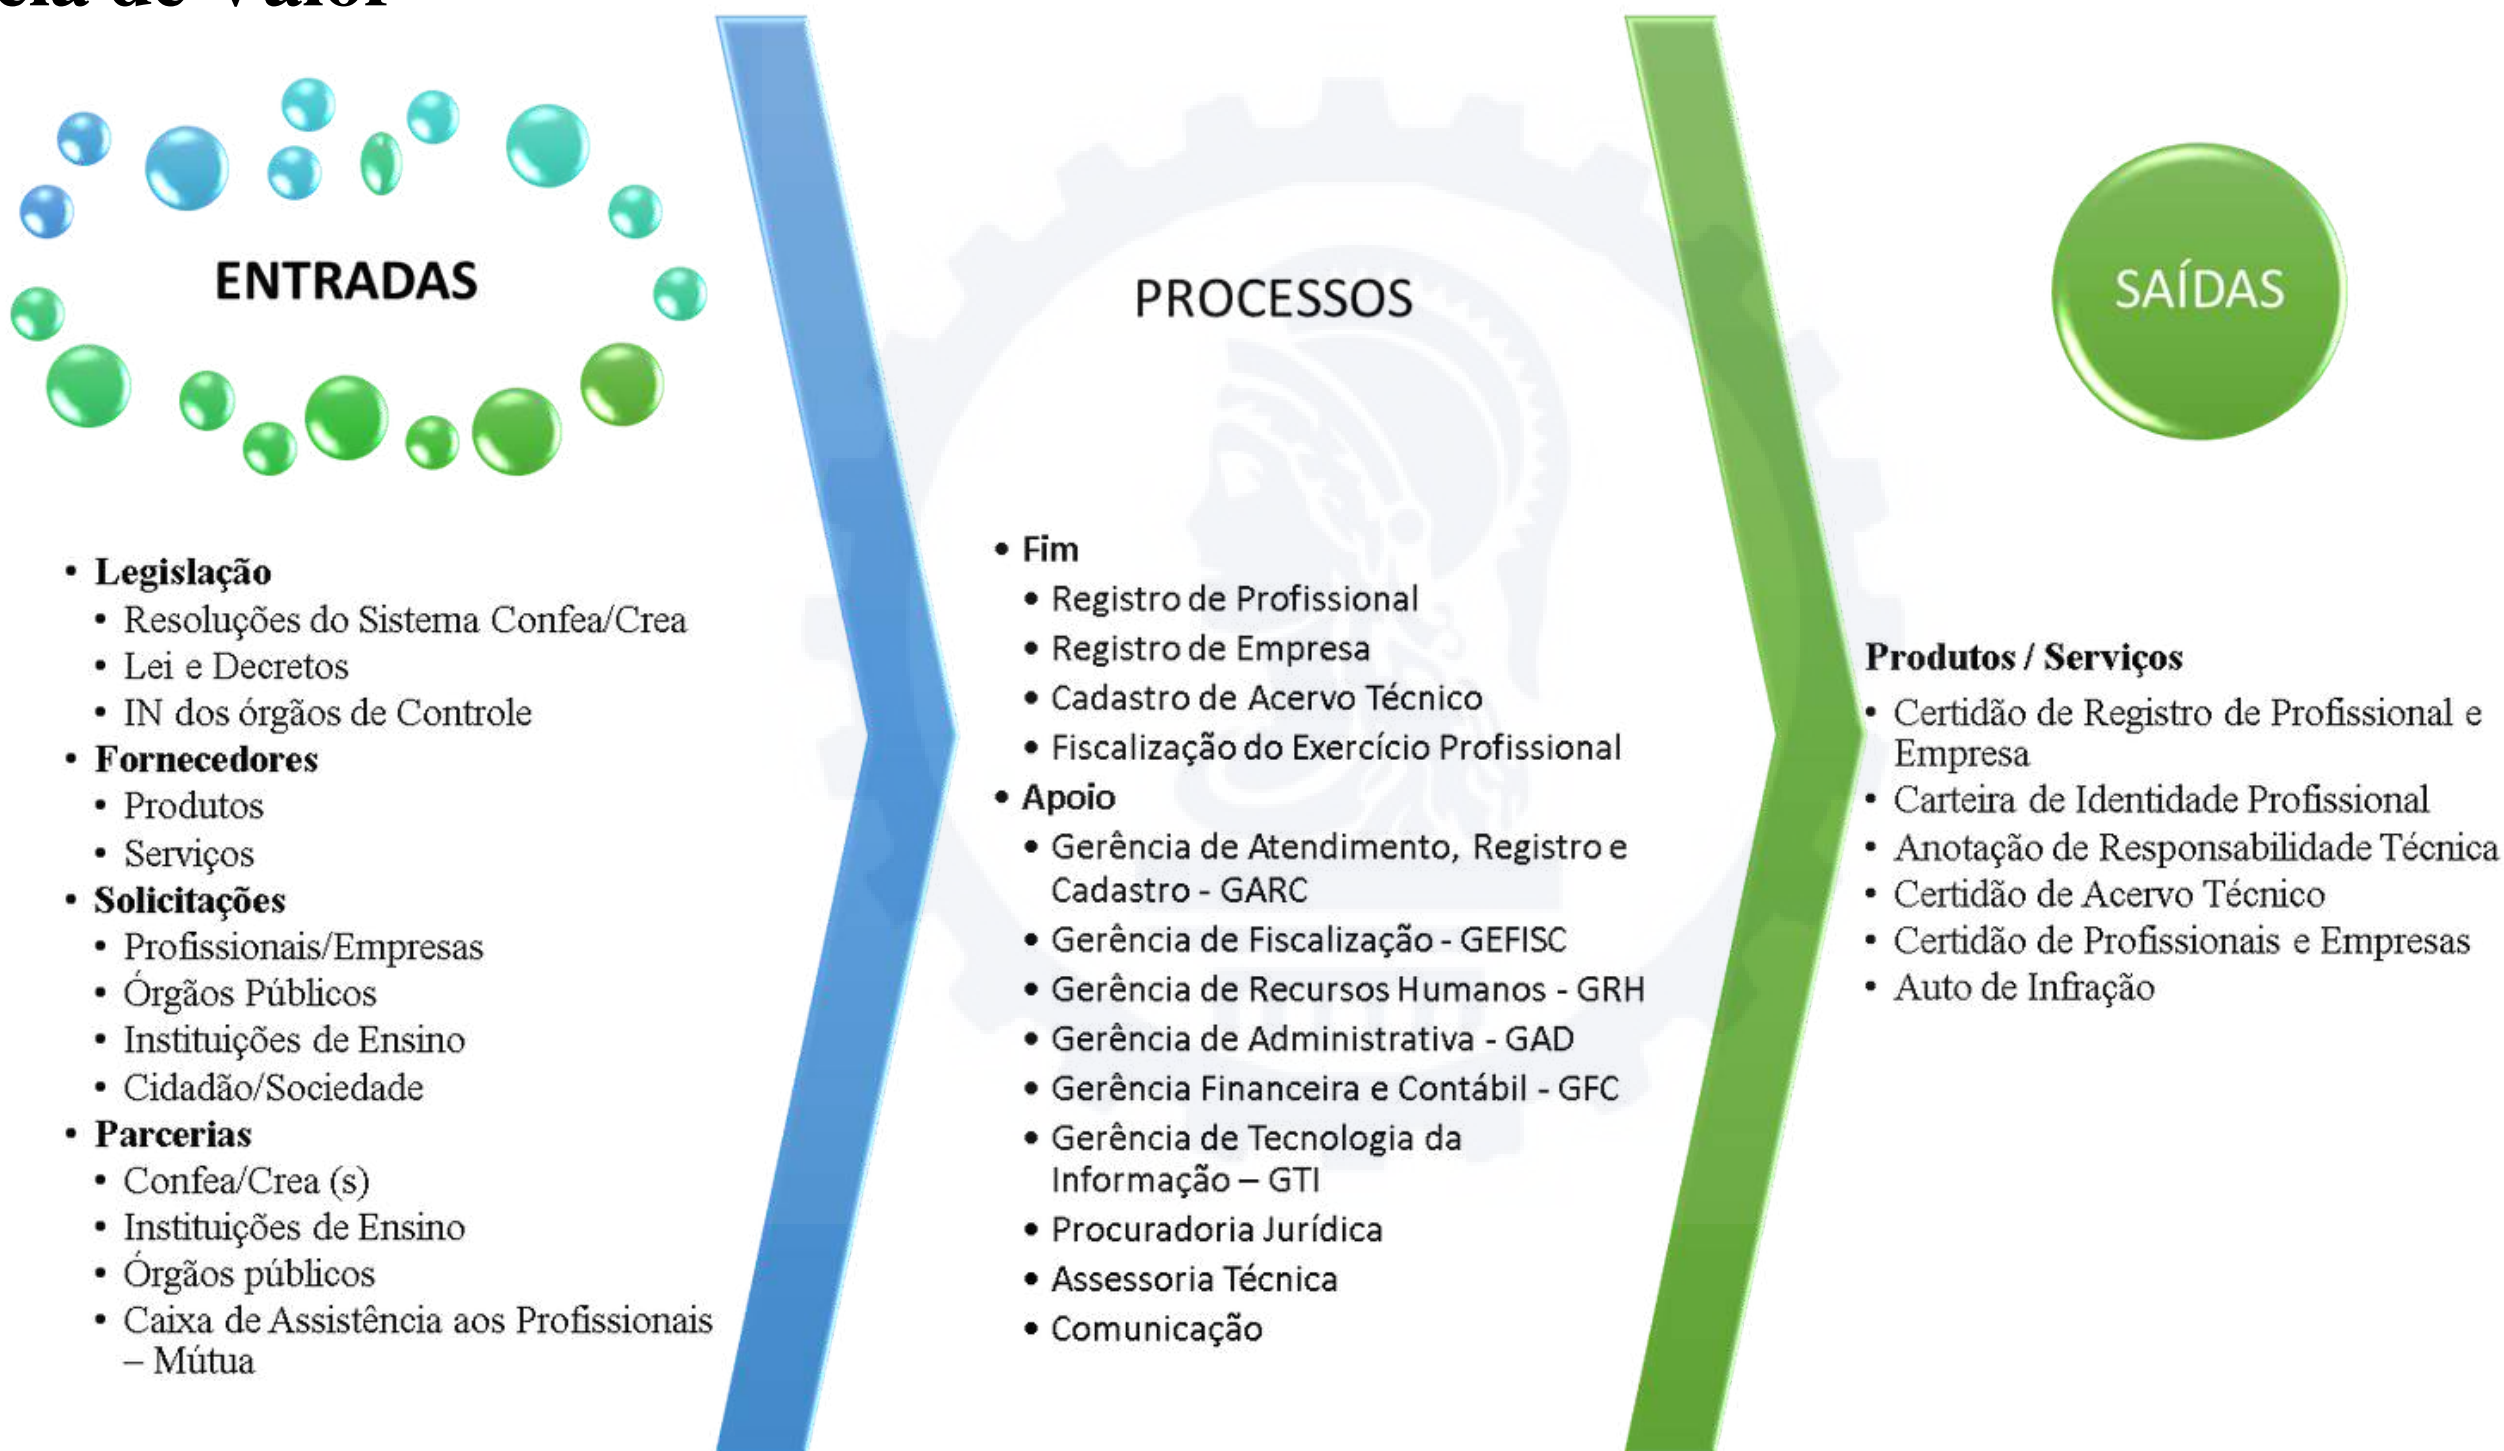 de Valor
ENTRADAS
• Legislação
• Resoluções do Sistema Confea/Crea
• Lei e Decretos
• IN dos órgãos de Controle
• Fornecedores
• Produtos
• Serviços
• Solicitações
• Profissionais/Empresas
• Órgãos Públicos
• Instituições de Ensino
• Cidadão/Sociedade
• Parcerias
• Confea/Crea (s)
• Instituições de Ensino
• Órgãos públicos
• Caixa de Assistência aos Profissionais
– Mútua
PROCESSOS
• Fim
• Registro de Profissional
• Registro de Empresa
• Cadastro de Acervo Técnico
• Fiscalização do Exercício Profissional
• Apoio
• Gerência de Atendimento, Registro e
Cadastro - GARC
• Gerência de Fiscalização - GEFISC
• Gerência de Recursos Humanos - GRH
• Gerência de Administrativa - GAD
• Gerência Financeira e Contábil - GFC
• Gerência de Tecnologia da
Informação – GTI
• Procuradoria Jurídica
• Assessoria Técnica
• Comunicação
SAÍDAS
Produtos / Serviços
• Certidão de Registro de Profissional e
Empresa
• Carteira de Identidade Profissional
• Anotação de Responsabilidade Técnica
• Certidão de Acervo Técnico
• Certidão de Profissionais e Empresas
• Auto de Infração